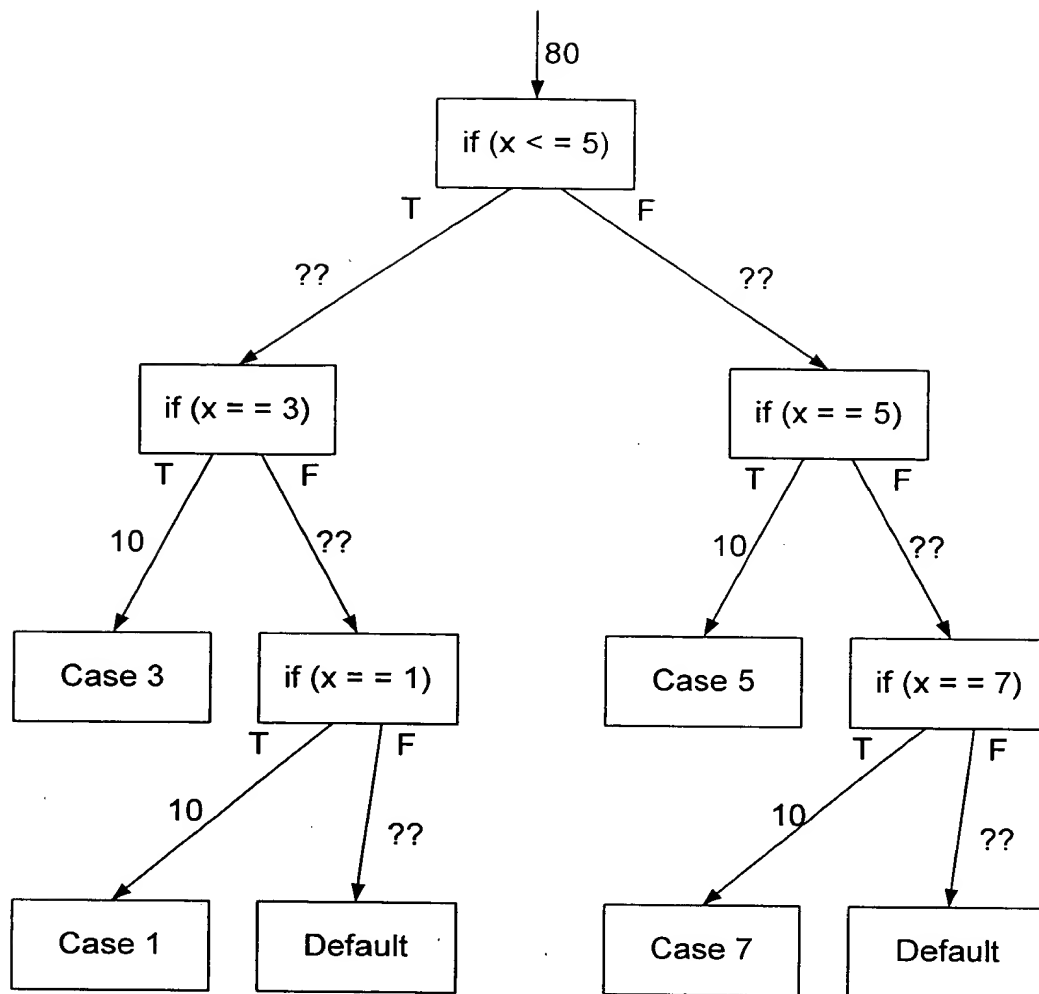 80
if (x < = 5)
T
F
??
??
if (x = = 3)
if (x = = 5)
T
F
T
F
10
??
10
??
Case 3
if (x = = 1)
Case 5
if (x = = 7)
T
F
T
F
10
??
10
??
Case 1
Default
Case 7
Default